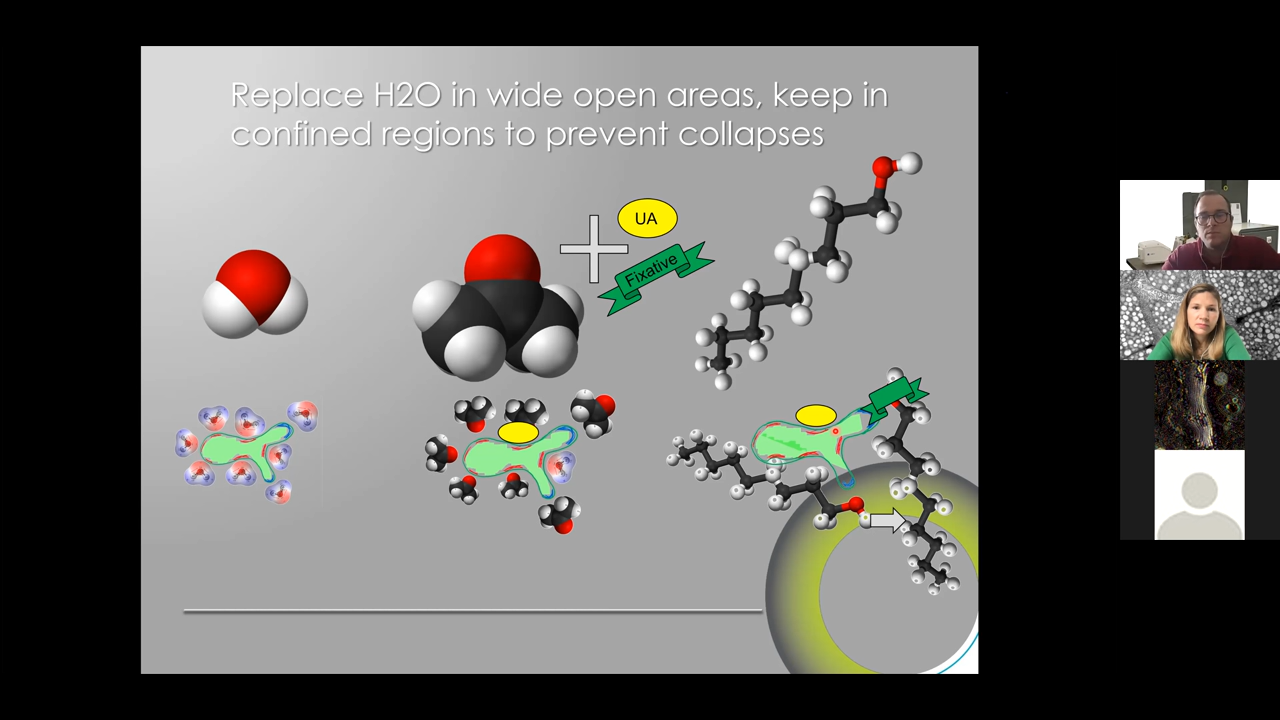 Replace H2O in wide open areas, keep in
confined regions to prevent collapses
UA
Fixative